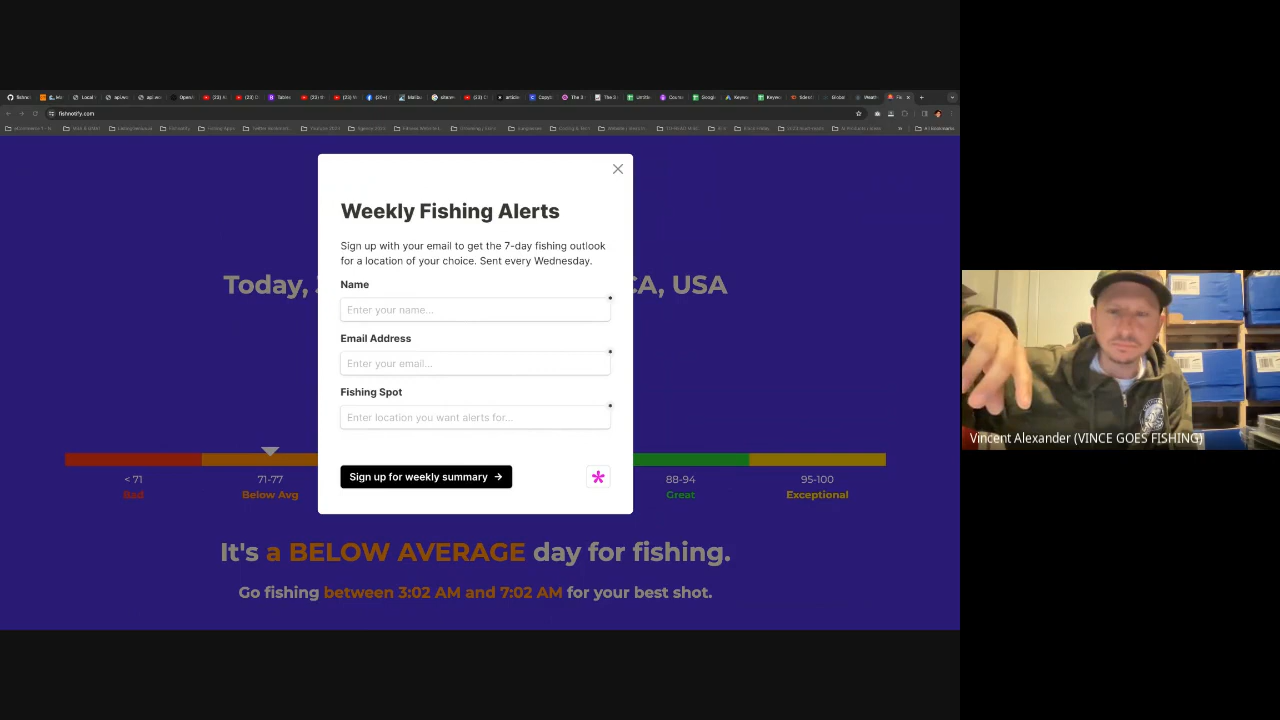 fishnotify.com
Weekly Fishing Alerts
Sign up with your email to get the 7-day fishing outlook
for a location of your choice. Sent every Wednesday.
Today,
CA, USA
Name
Enter your name...
Email Address
Enter your email...
Fishing Spot
Enter location you want alerts for...
Vincent Alexander (VINCE GOES FISHING)
Sign up for weekly summary →
< 71
71-77
88-94
95-100
Bad
Below Avg
Great
Exceptional
It's a BELOW AVERAGE day for fishing.
Go fishing between 3:02 AM and 7:02 AM for your best shot.